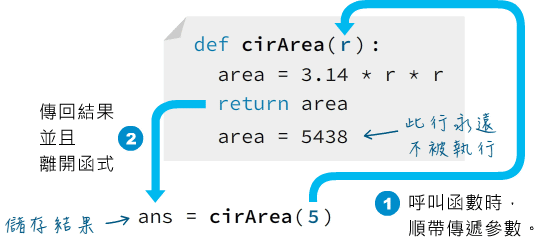 def cirArea(r):
area = 3.14 * r * r
return area
area = 5438
此行永遠
不被執行
傳回結果
並且
離開函式
2
儲存結果
ans = cirArea(5)
1
呼叫函數時，
順帶傳遞參數。